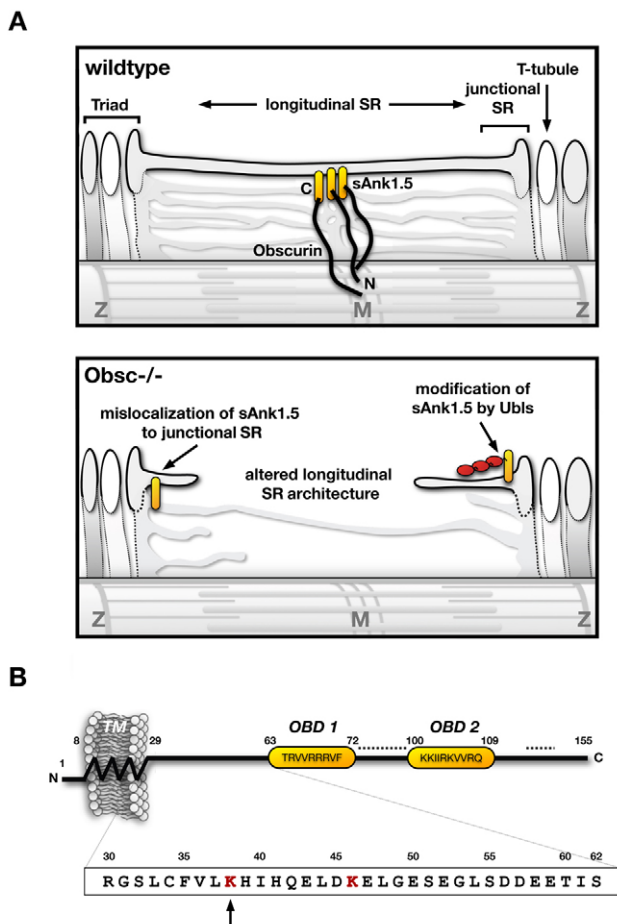 A
wildtype
T-tubule
Triad
longitudinal SR
junctional
SR
C
sAnk1.5
Obscurin
N
Z
M
Z
Obsc-/-
mislocalization of sAnk1.5
to junctional SR
modification of
sAnk1.5 by Ubls
altered longitudinal
SR architecture
Z
M
Z
B
TM
OBD 1
OBD 2
1
8
29
63
72
100
109
155
N
TRVVRRRVF
KKIIRKVVRQ
C
30
35
40
45
50
55
60
62
RGSLCFVLKHIHQELDKELGESEGLSDDEETIS